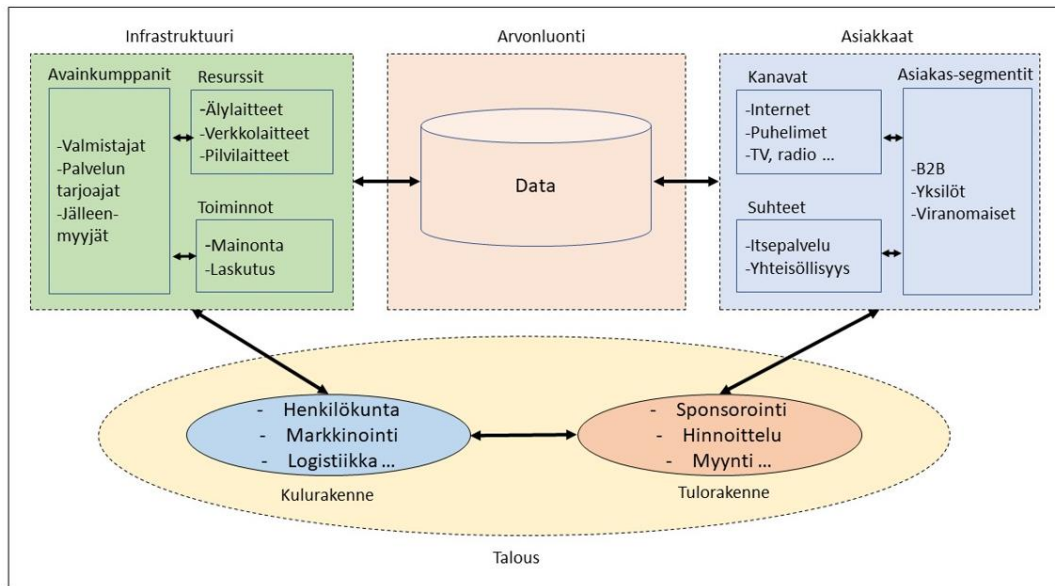 Infrastruktuuri
Arvonluonti
Asiakkaat
Avainkumppanit
-Valmistajat
-Palvelun
tarjoajat
-Jälleen-
myyjät
Resurssit
-Älylaitteet
-Verkkolaitteet
-Pilvilaitteet
Toiminnot
-Mainonta
-Laskutus
Data
Kanavat
-Internet
-Puhelimet
-TV, radio ...
Suhteet
-Itsepalvelu
-Yhteisöllisyys
Asiakas-segmentit
-B2B
-Yksilöt
-Viranomaiset
- Henkilökunta
- Markkinointi
- Logistiikka ...
Kulurakenne
- Sponsorointi
- Hinnoittelu
- Myynti ...
Tulorakenne
Talous